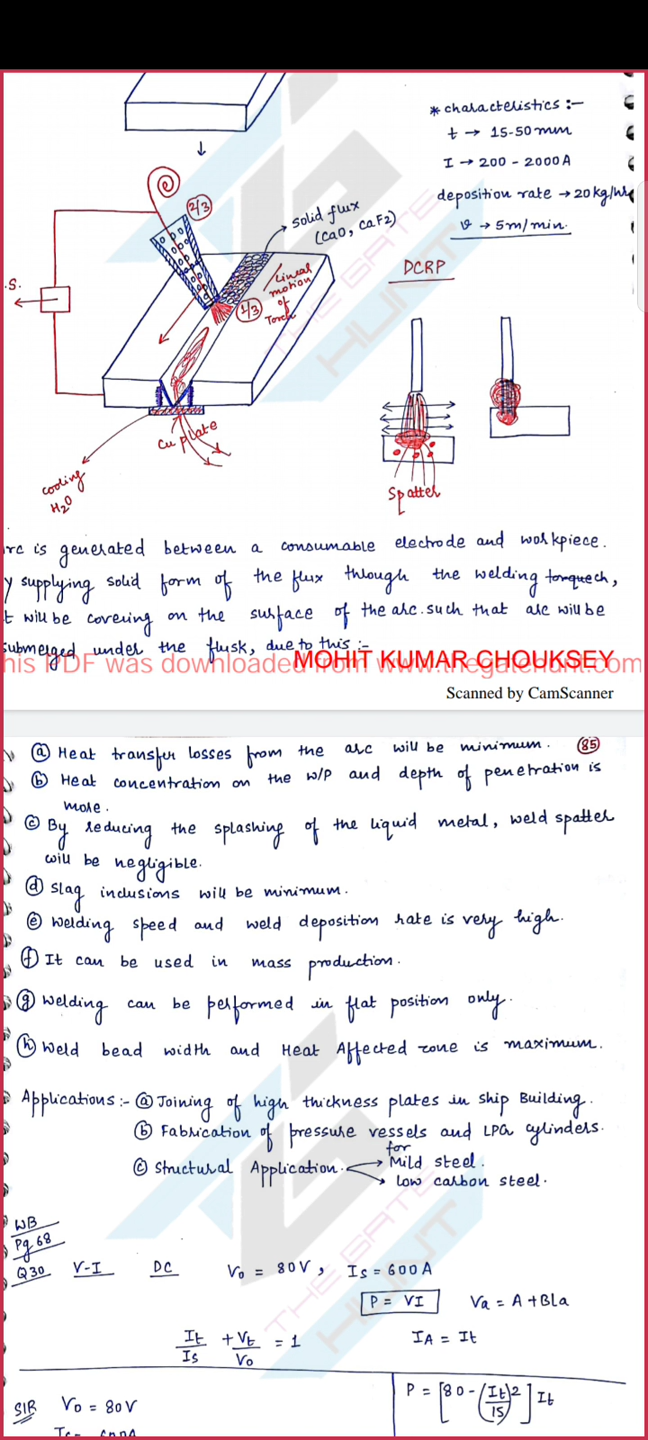 * characteristics :-
t → 15-50 mm
I → 200 - 2000 A
deposition rate → 20 kg/hr
v → 5m/min.
DCRP
2/3
solid flux
(CaO, CaF2)
Linear
motion
of
Torch
1/3
.S.
Cu plate
cooling
H2O
Spatter
rc is generated between a consumable electrode and workpiece.
y supplying solid form of the flux through the welding torquech,
t will be covering on the surface of the arc. such that arc will be
submerged under the flusk, due to this :-
his PDF was downloaded from www.thegatehunt.com
MOHIT KUMAR CHOUKSEY
Scanned by CamScanner
(a) Heat transfer losses from the arc will be minimum. (85)
(b) Heat concentration on the w/p and depth of penetration is
more.
(c) By reducing the splashing of the liquid metal, weld spatter
will be negligible.
(d) Slag inclusions will be minimum.
(e) Welding speed and weld deposition rate is very high.
(f) It can be used in mass production.
(g) Welding can be performed in flat position only.
(h) Weld bead width and Heat Affected zone is maximum.
Applications :- (a) Joining of high thickness plates in ship Building.
(b) Fabrication of pressure vessels and LPG cylinders.
(c) Structural Application for → Mild steel.
→ Low carbon steel.
WB
Pg 68
Q30 V-I DC Vo = 80V, Is = 600 A
P = VI Va = A + Bla
It/Is + Vt/Vo = 1 IA = It
SIR Vo = 80V
P = [80 - (It/15)2] It
THE GATE HUNT
THE GATE HUNT